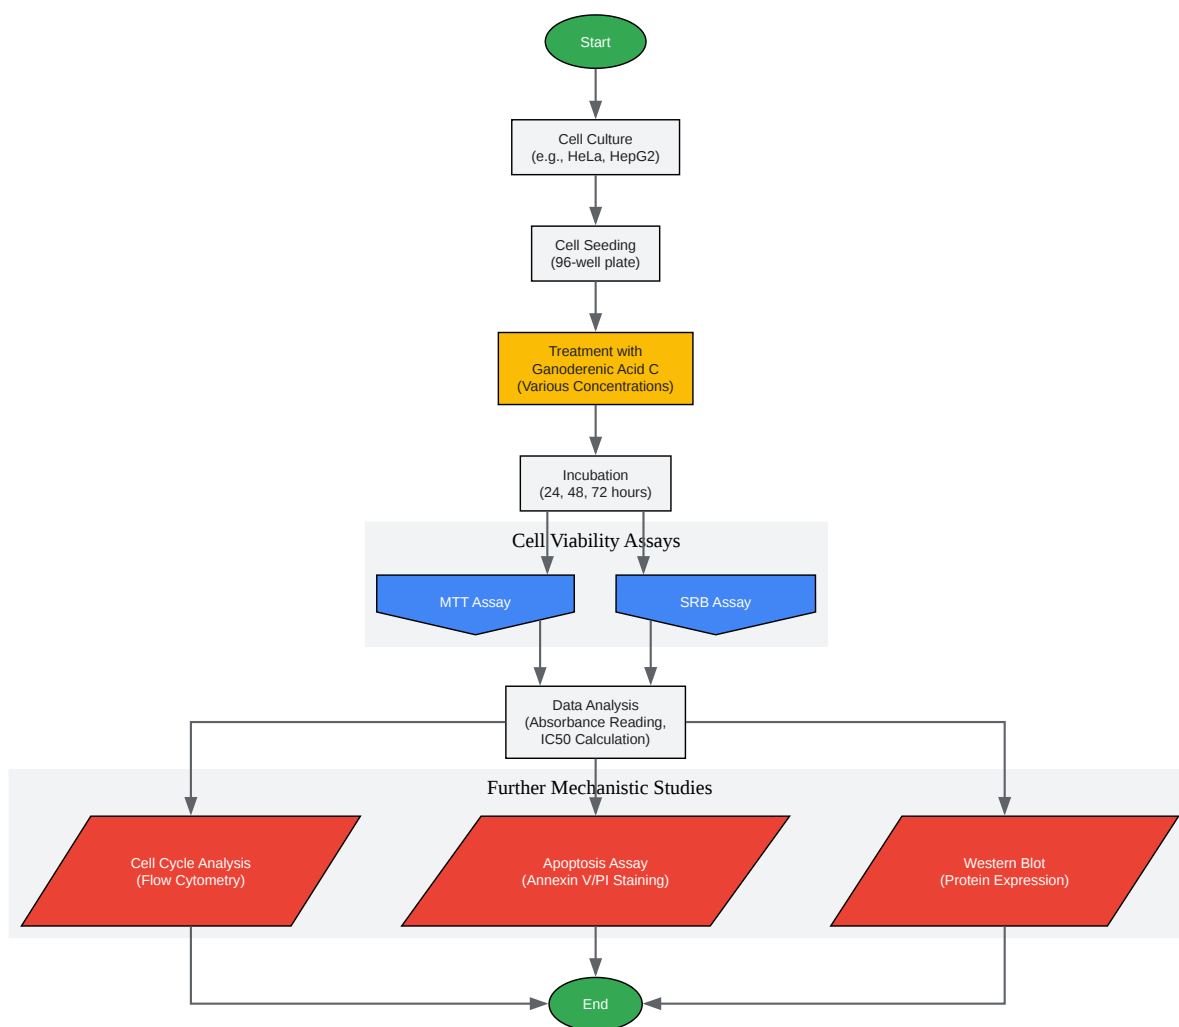 Start
Cell Culture
(e.g., HeLa, HepG2)
Cell Seeding
(96-well plate)
Treatment with
Ganoderenic Acid C
(Various Concentrations)
Incubation
(24, 48, 72 hours)
Cell Viability Assays
MTT Assay
SRB Assay
Data Analysis
(Absorbance Reading,
IC50 Calculation)
Further Mechanistic Studies
Cell Cycle Analysis
(Flow Cytometry)
Apoptosis Assay
(Annexin V/PI Staining)
Western Blot
(Protein Expression)
End